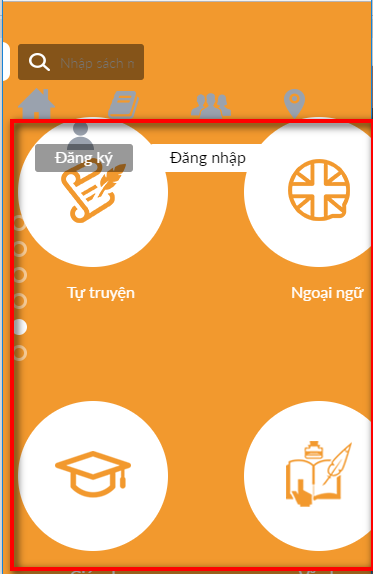 Nhập sách n
Đăng ký
Đăng nhập
Tự truyện
Ngoại ngữ